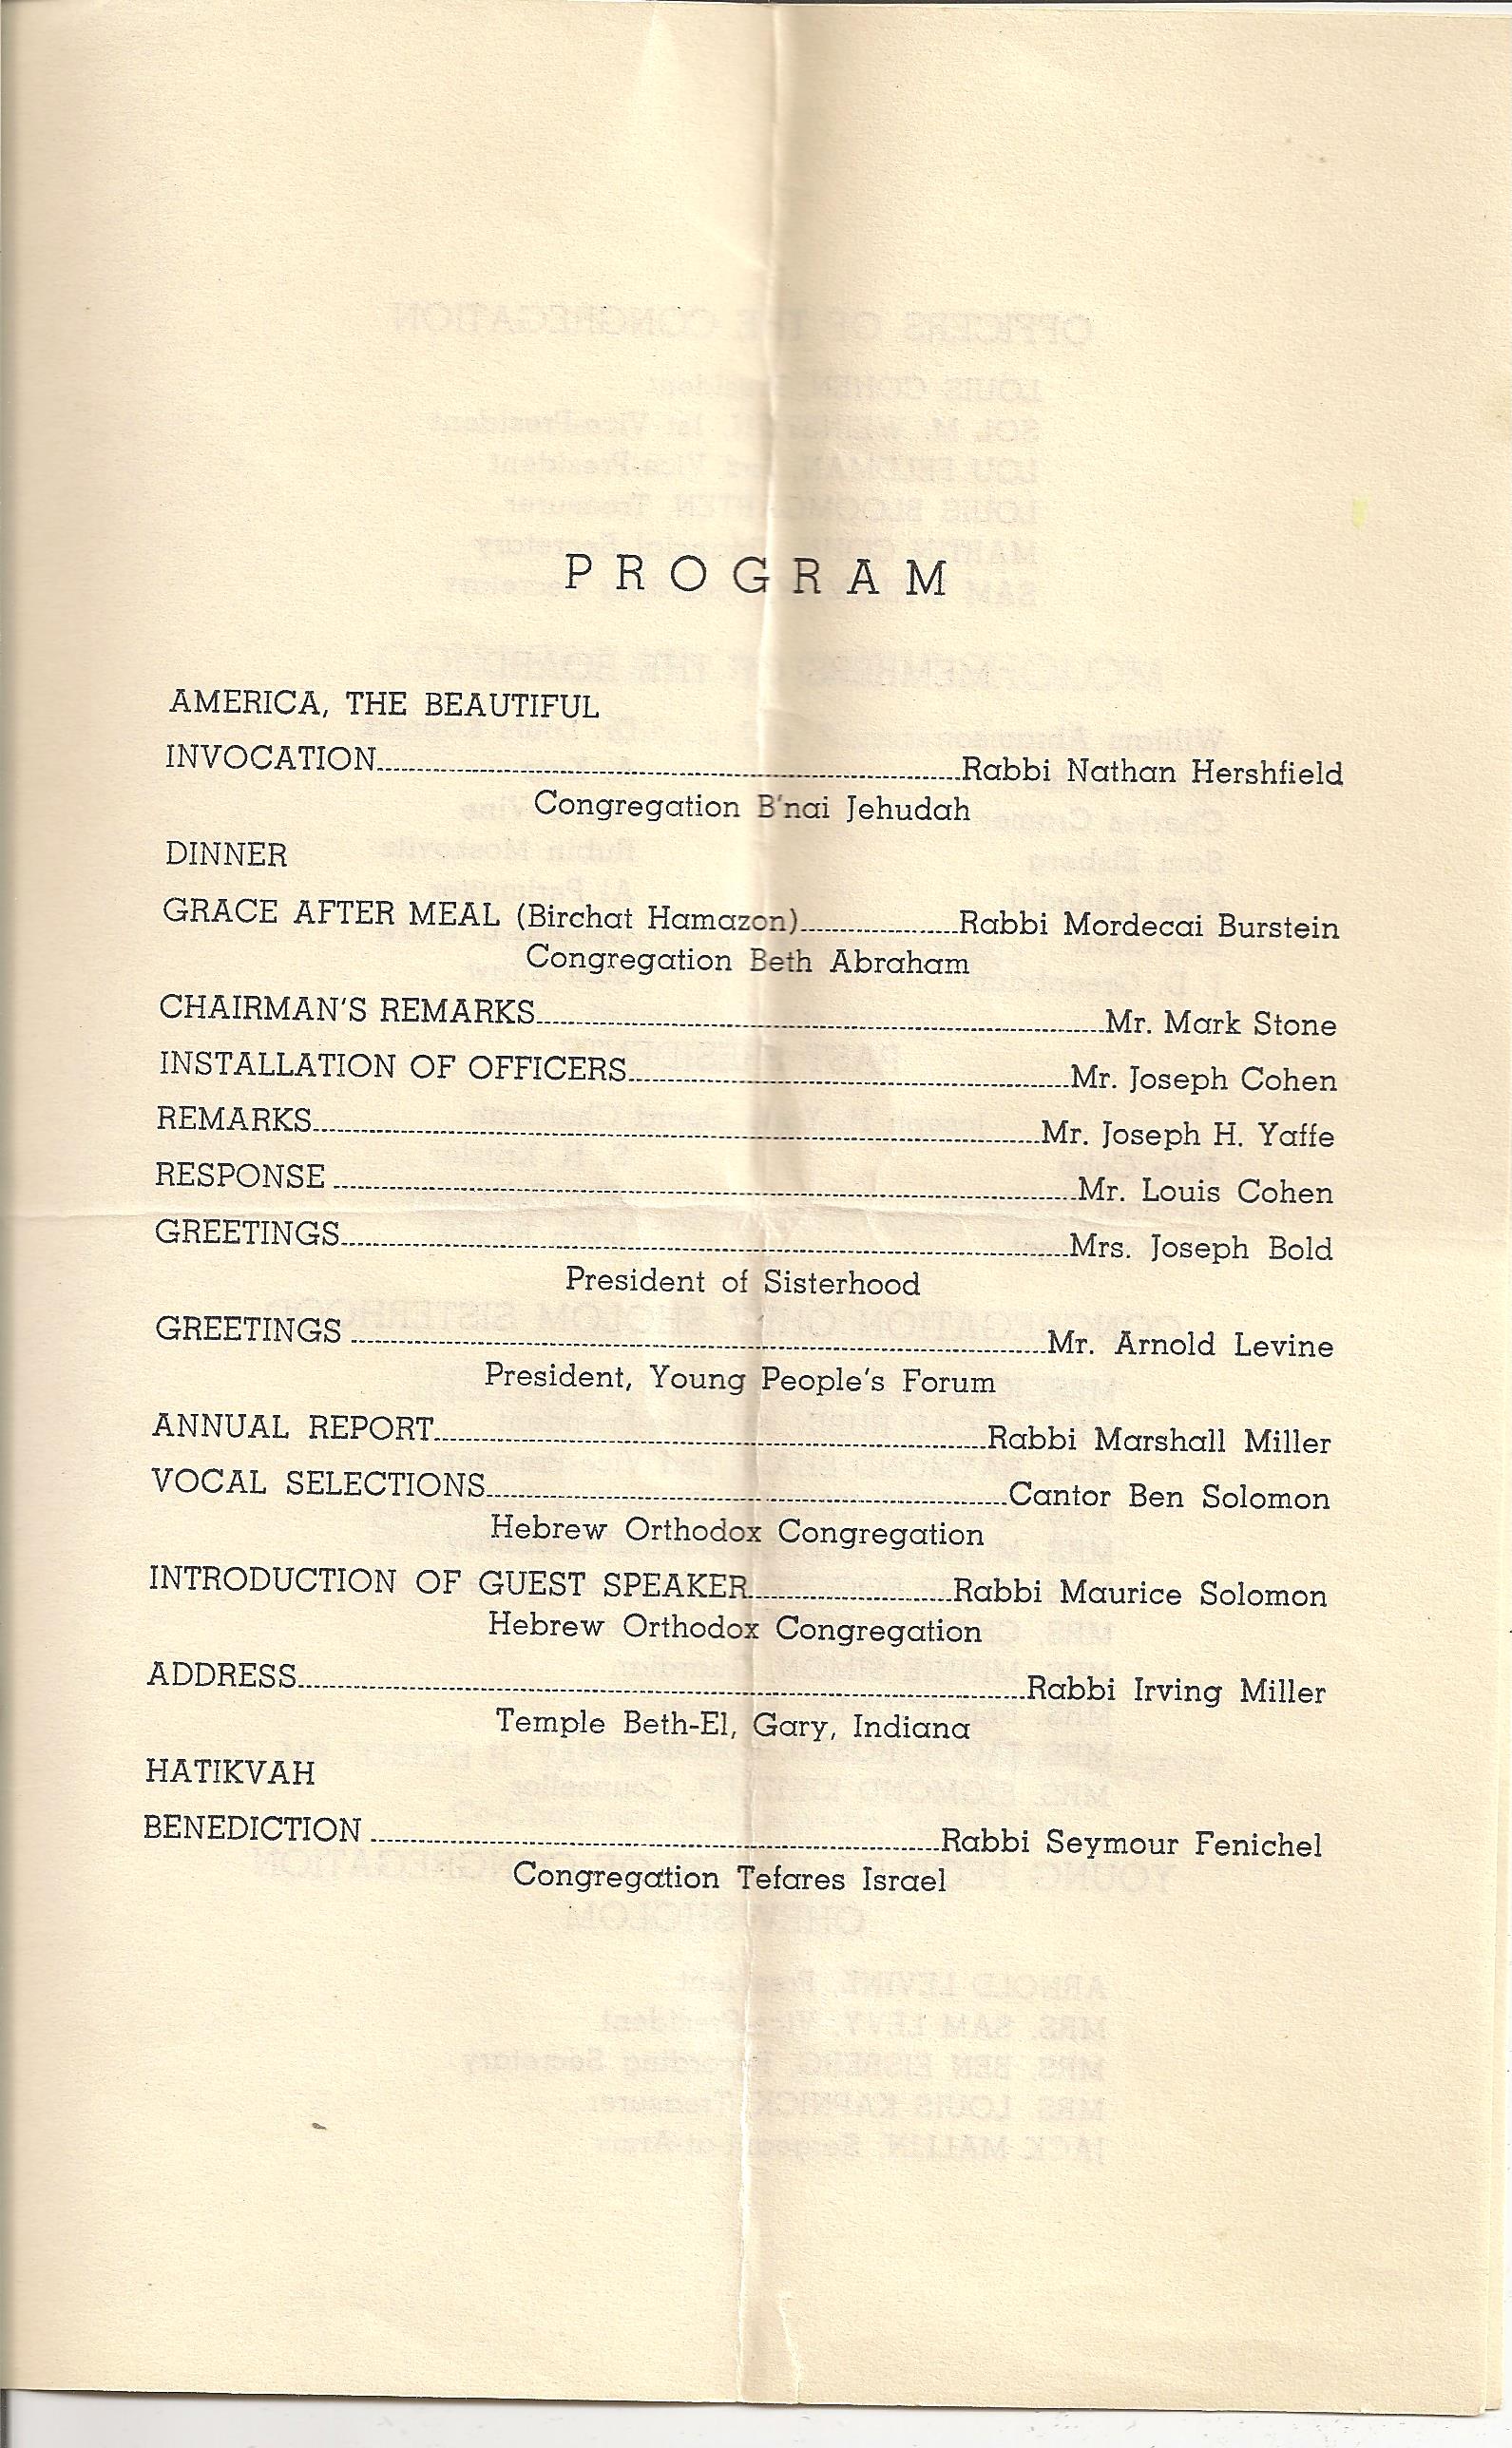 PROGRAM
AMERICA, THE BEAUTIFUL
INVOCATION Rabbi Nathan Hershfield
Congregation B'nai Jehudah
DINNER
GRACE AFTER MEAL (Birchat Hamazon) Rabbi Mordecai Burstein
Congregation Beth Abraham
CHAIRMAN'S REMARKS Mr. Mark Stone
INSTALLATION OF OFFICERS Mr. Joseph Cohen
REMARKS Mr. Joseph H. Yaffe
RESPONSE Mr. Louis Cohen
GREETINGS Mrs. Joseph Bold
President of Sisterhood
GREETINGS Mr. Arnold Levine
President, Young People's Forum
ANNUAL REPORT Rabbi Marshall Miller
VOCAL SELECTIONS Cantor Ben Solomon
Hebrew Orthodox Congregation
INTRODUCTION OF GUEST SPEAKER Rabbi Maurice Solomon
Hebrew Orthodox Congregation
ADDRESS Rabbi Irving Miller
Temple Beth-El, Gary, Indiana
HATIKVAH
BENEDICTION Rabbi Seymour Fenichel
Congregation Tefares Israel